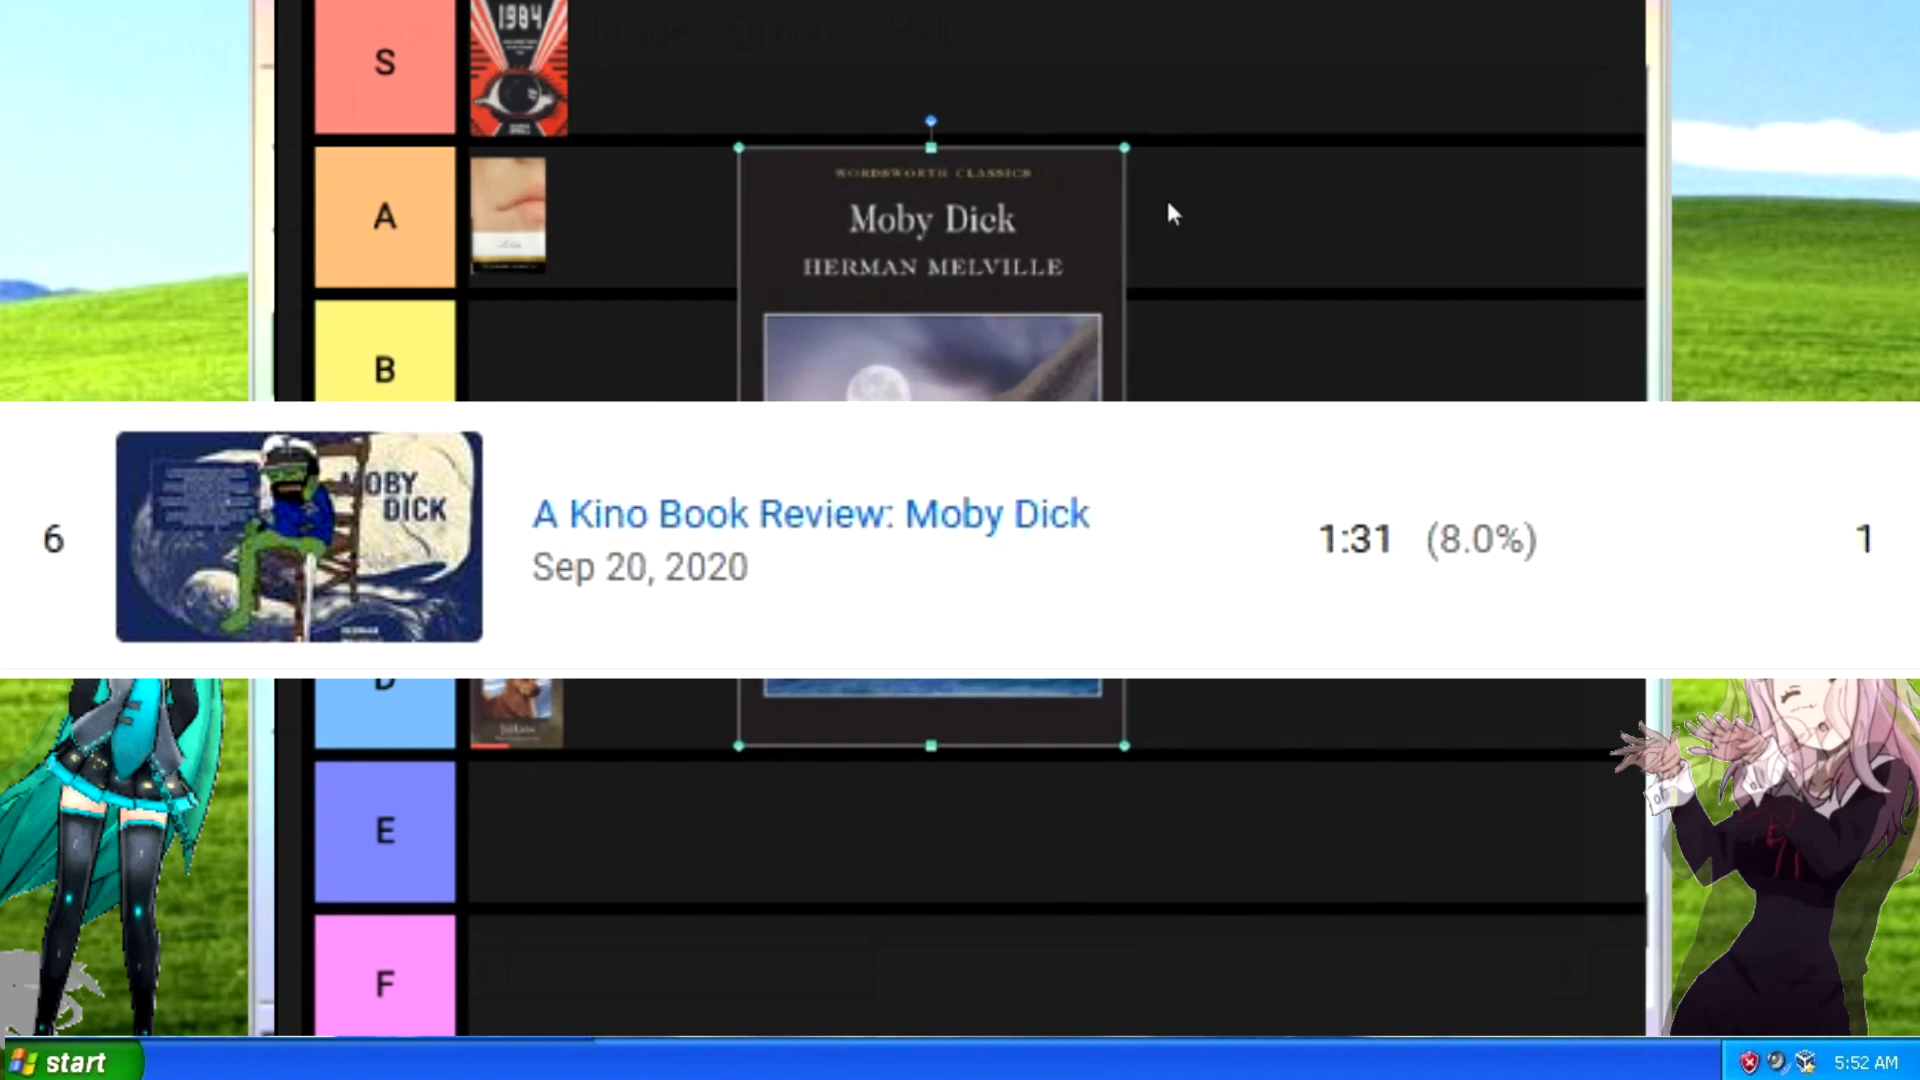 S
1984
A
WORDSWORTH CLASSICS
Moby Dick
HERMAN MELVILLE
B
6
MOBY
DICK
HERMAN
A Kino Book Review: Moby Dick
Sep 20, 2020
1:31 (8.0%)
1
D
E
F
start
5:52 AM